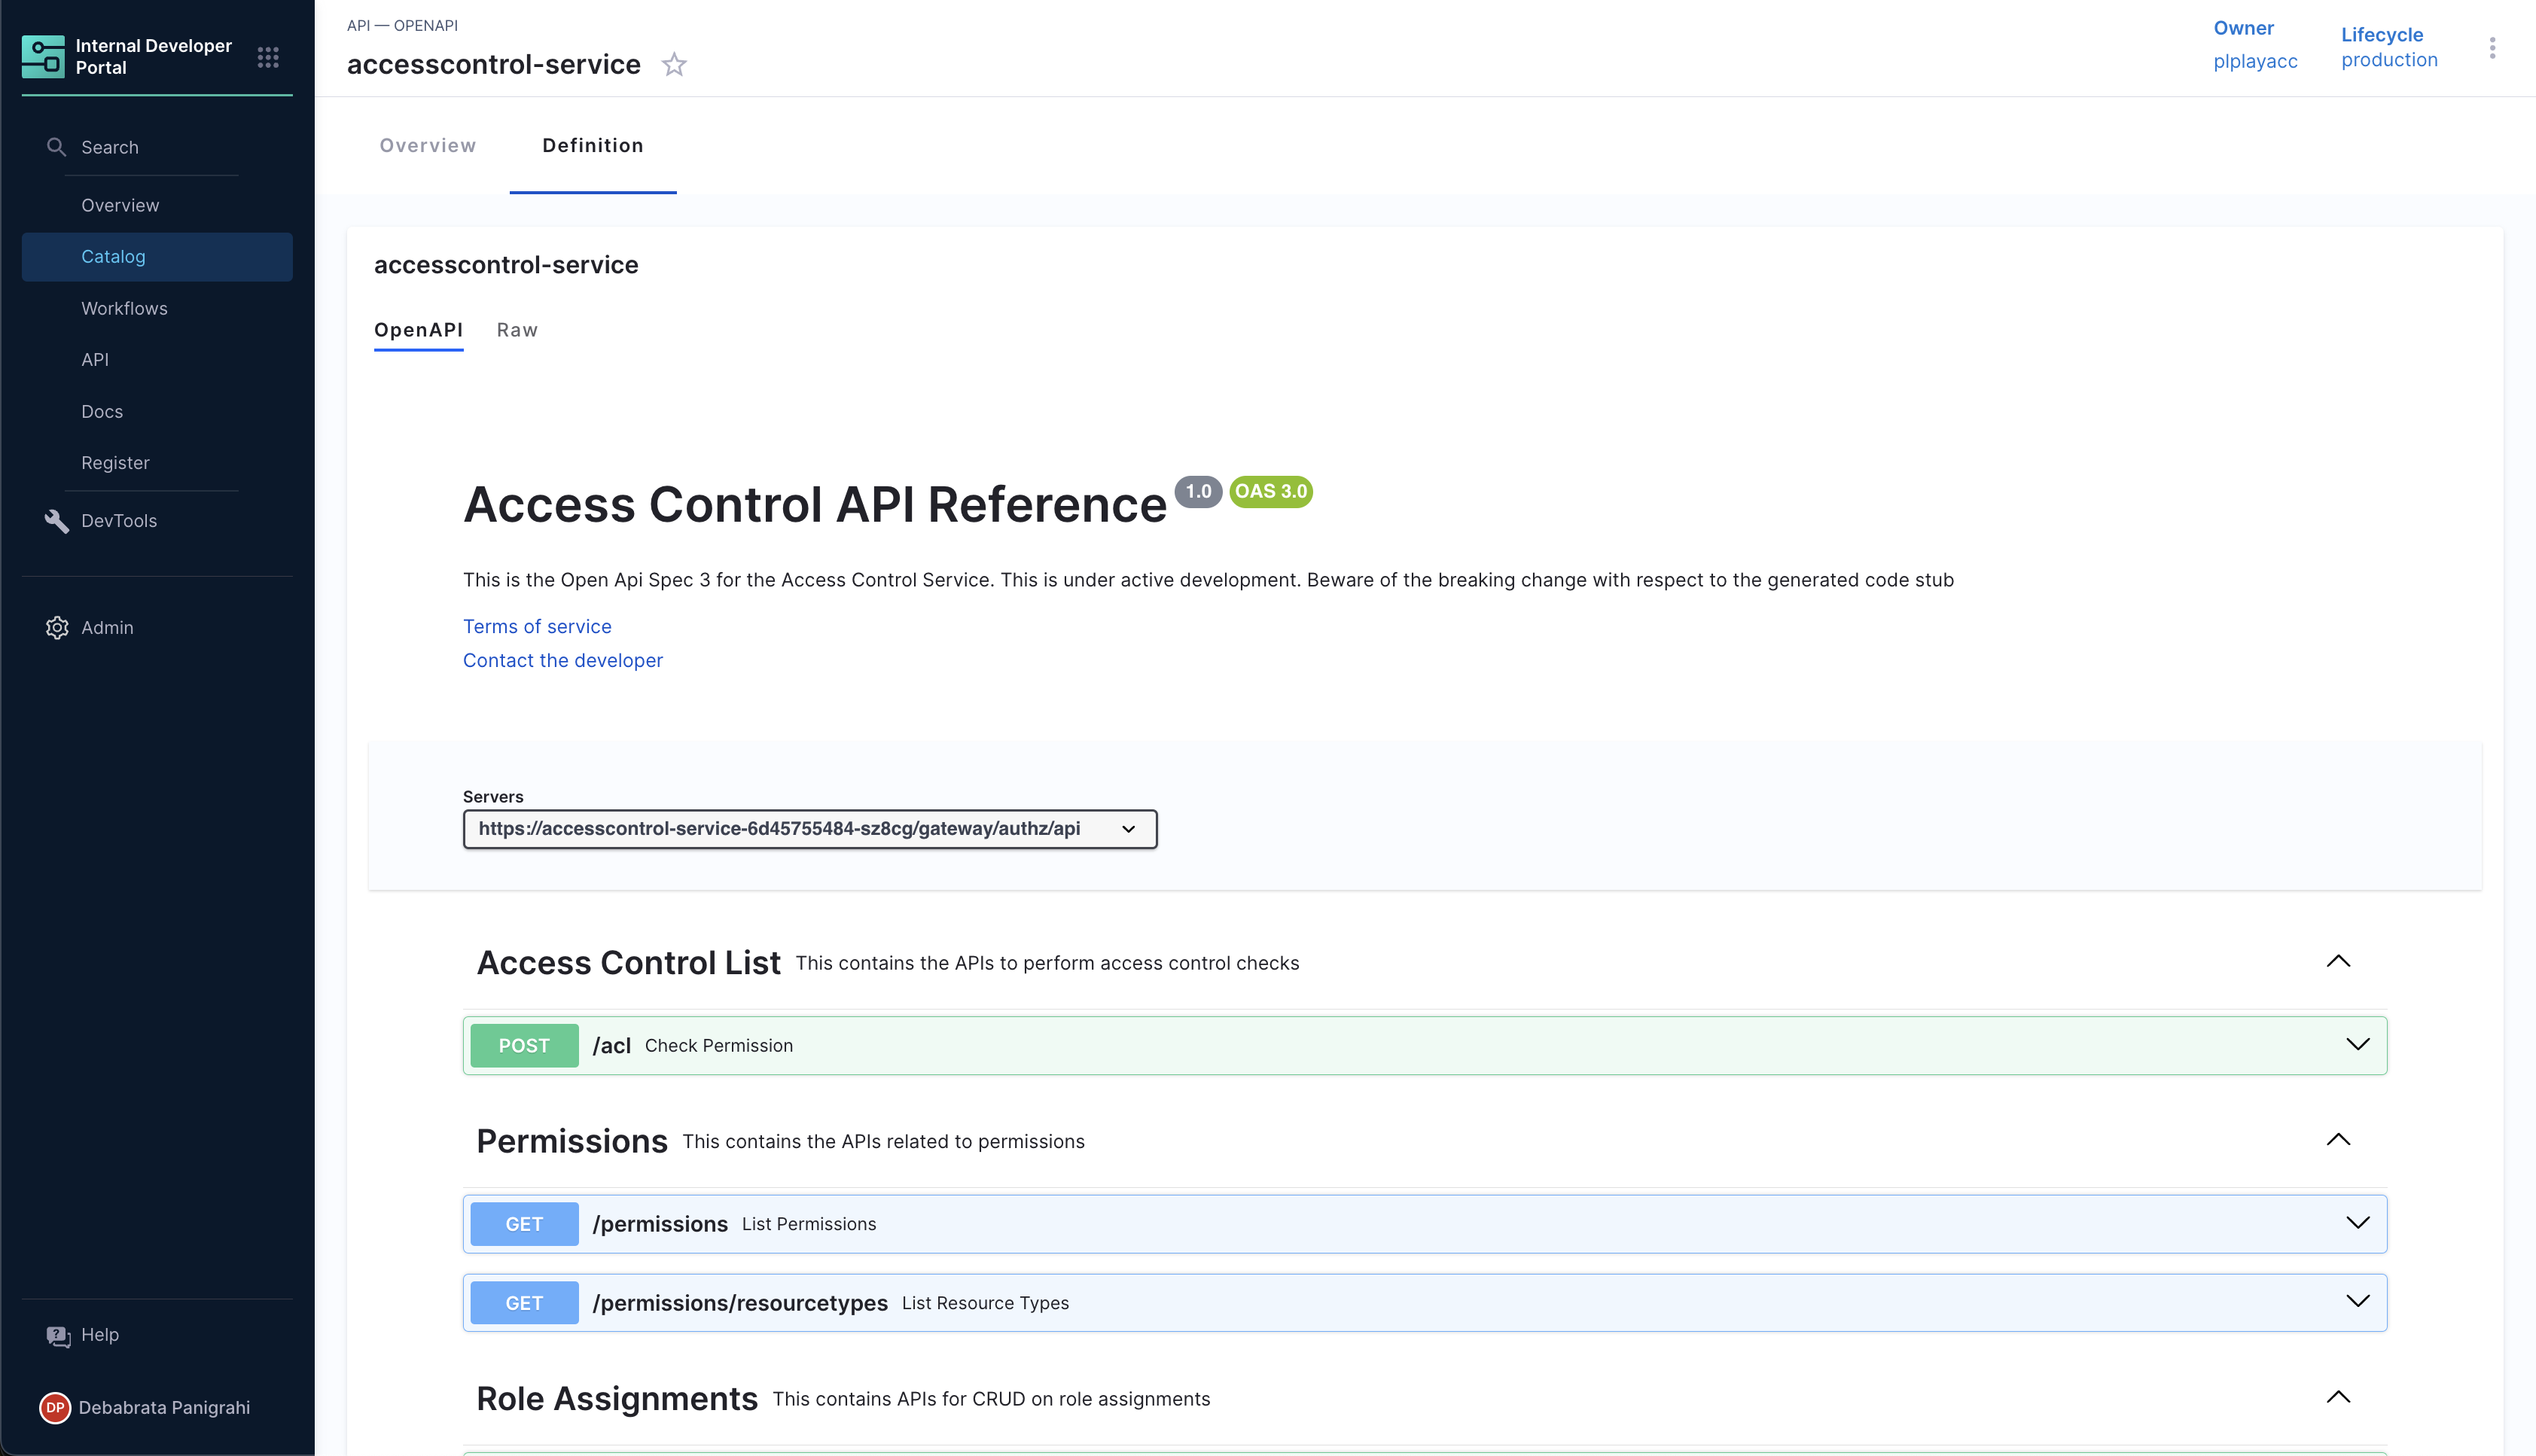 Internal Developer
Portal
Search
Overview
Catalog
Workflows
API
Docs
Register
DevTools
Admin
Help
DP Debabrata Panigrahi
API — OPENAPI
accesscontrol-service
Owner
plplayacc
Lifecycle
production
Overview
Definition
accesscontrol-service
OpenAPI
Raw
Access Control API Reference 1.0 OAS 3.0
This is the Open Api Spec 3 for the Access Control Service. This is under active development. Beware of the breaking change with respect to the generated code stub
Terms of service
Contact the developer
Servers
https://accesscontrol-service-6d45755484-sz8cg/gateway/authz/api
Access Control List This contains the APIs to perform access control checks
POST /acl Check Permission
Permissions This contains the APIs related to permissions
GET /permissions List Permissions
GET /permissions/resourcetypes List Resource Types
Role Assignments This contains APIs for CRUD on role assignments